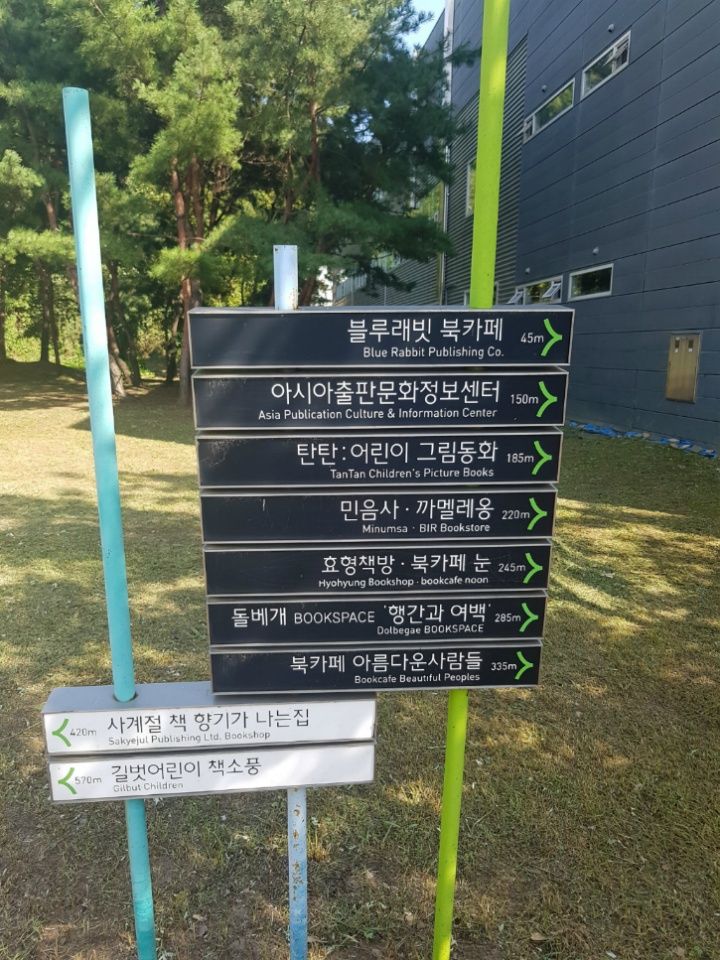 블루래빗 북카페 45m
Blue Rabbit Publishing Co.
아시아출판문화정보센터 150m
Asia Publication Culture & Information Center
탄탄:어린이 그림동화 185m
TanTan Children's Picture Books
민음사·까멜레옹 220m
Minumsa · BIR Bookstore
효형책방·북카페 눈 245m
Hyohyung Bookshop · bookcafe noon
돌베개 BOOKSPACE '행간과 여백' 285m
Dolbegae BOOKSPACE
북카페 아름다운사람들 335m
Bookcafe Beautiful Peoples
420m 사계절 책 향기가 나는집
Sakyejul Publishing Ltd. Bookshop
570m 길벗어린이 책소풍
Gilbut Children